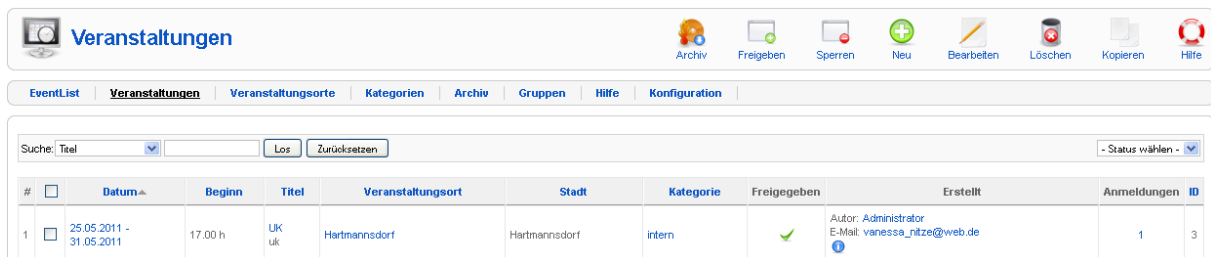 Veranstaltungen
Archiv Freigeben Sperren Neu Bearbeiten Löschen Kopieren Hilfe
EventList Veranstaltungen Veranstaltungsorte Kategorien Archiv Gruppen Hilfe Konfiguration
Suche: Titel Los Zurücksetzen - Status wählen -
# Datum Beginn Titel Veranstaltungsort Stadt Kategorie Freigegeben Erstellt Anmeldungen ID
1 25.05.2011 - 31.05.2011 17.00 h UK uk Hartmannsdorf Hartmannsdorf intern Autor: Administrator E-Mail: vanessa_nitze@web.de 1 3